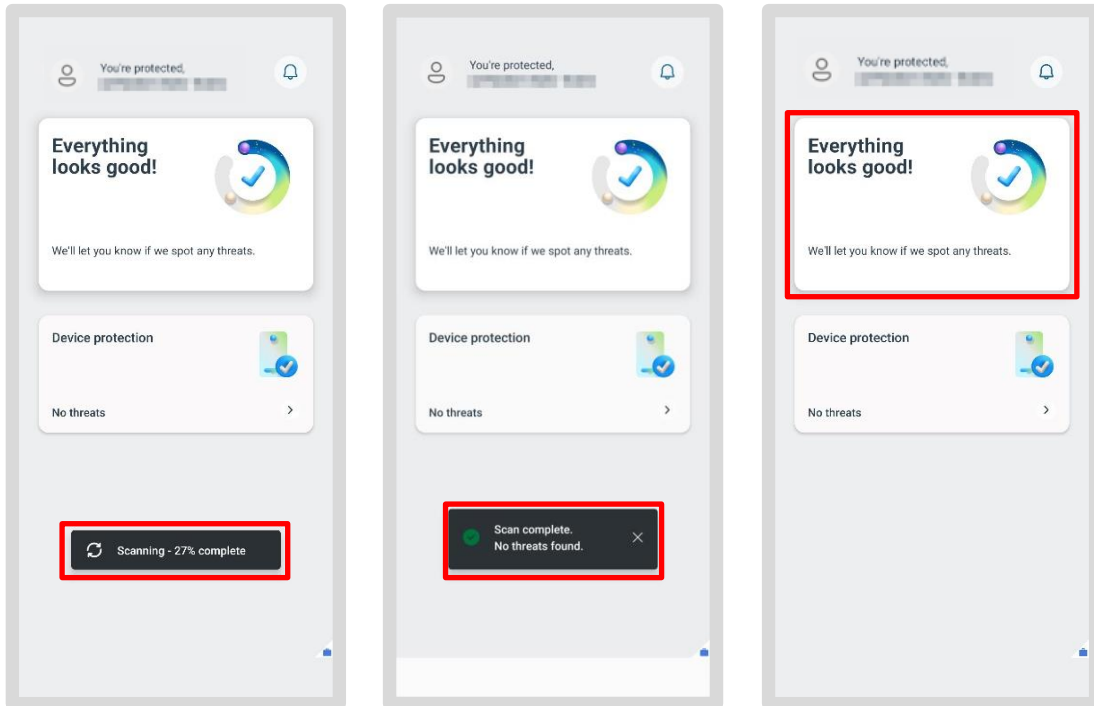 You're protected,
Everything
looks good!
We'll let you know if we spot any threats.
Device protection
No threats
Scanning - 27% complete
You're protected,
Everything
looks good!
We'll let you know if we spot any threats.
Device protection
No threats
Scan complete.
No threats found.
You're protected,
Everything
looks good!
We'll let you know if we spot any threats.
Device protection
No threats